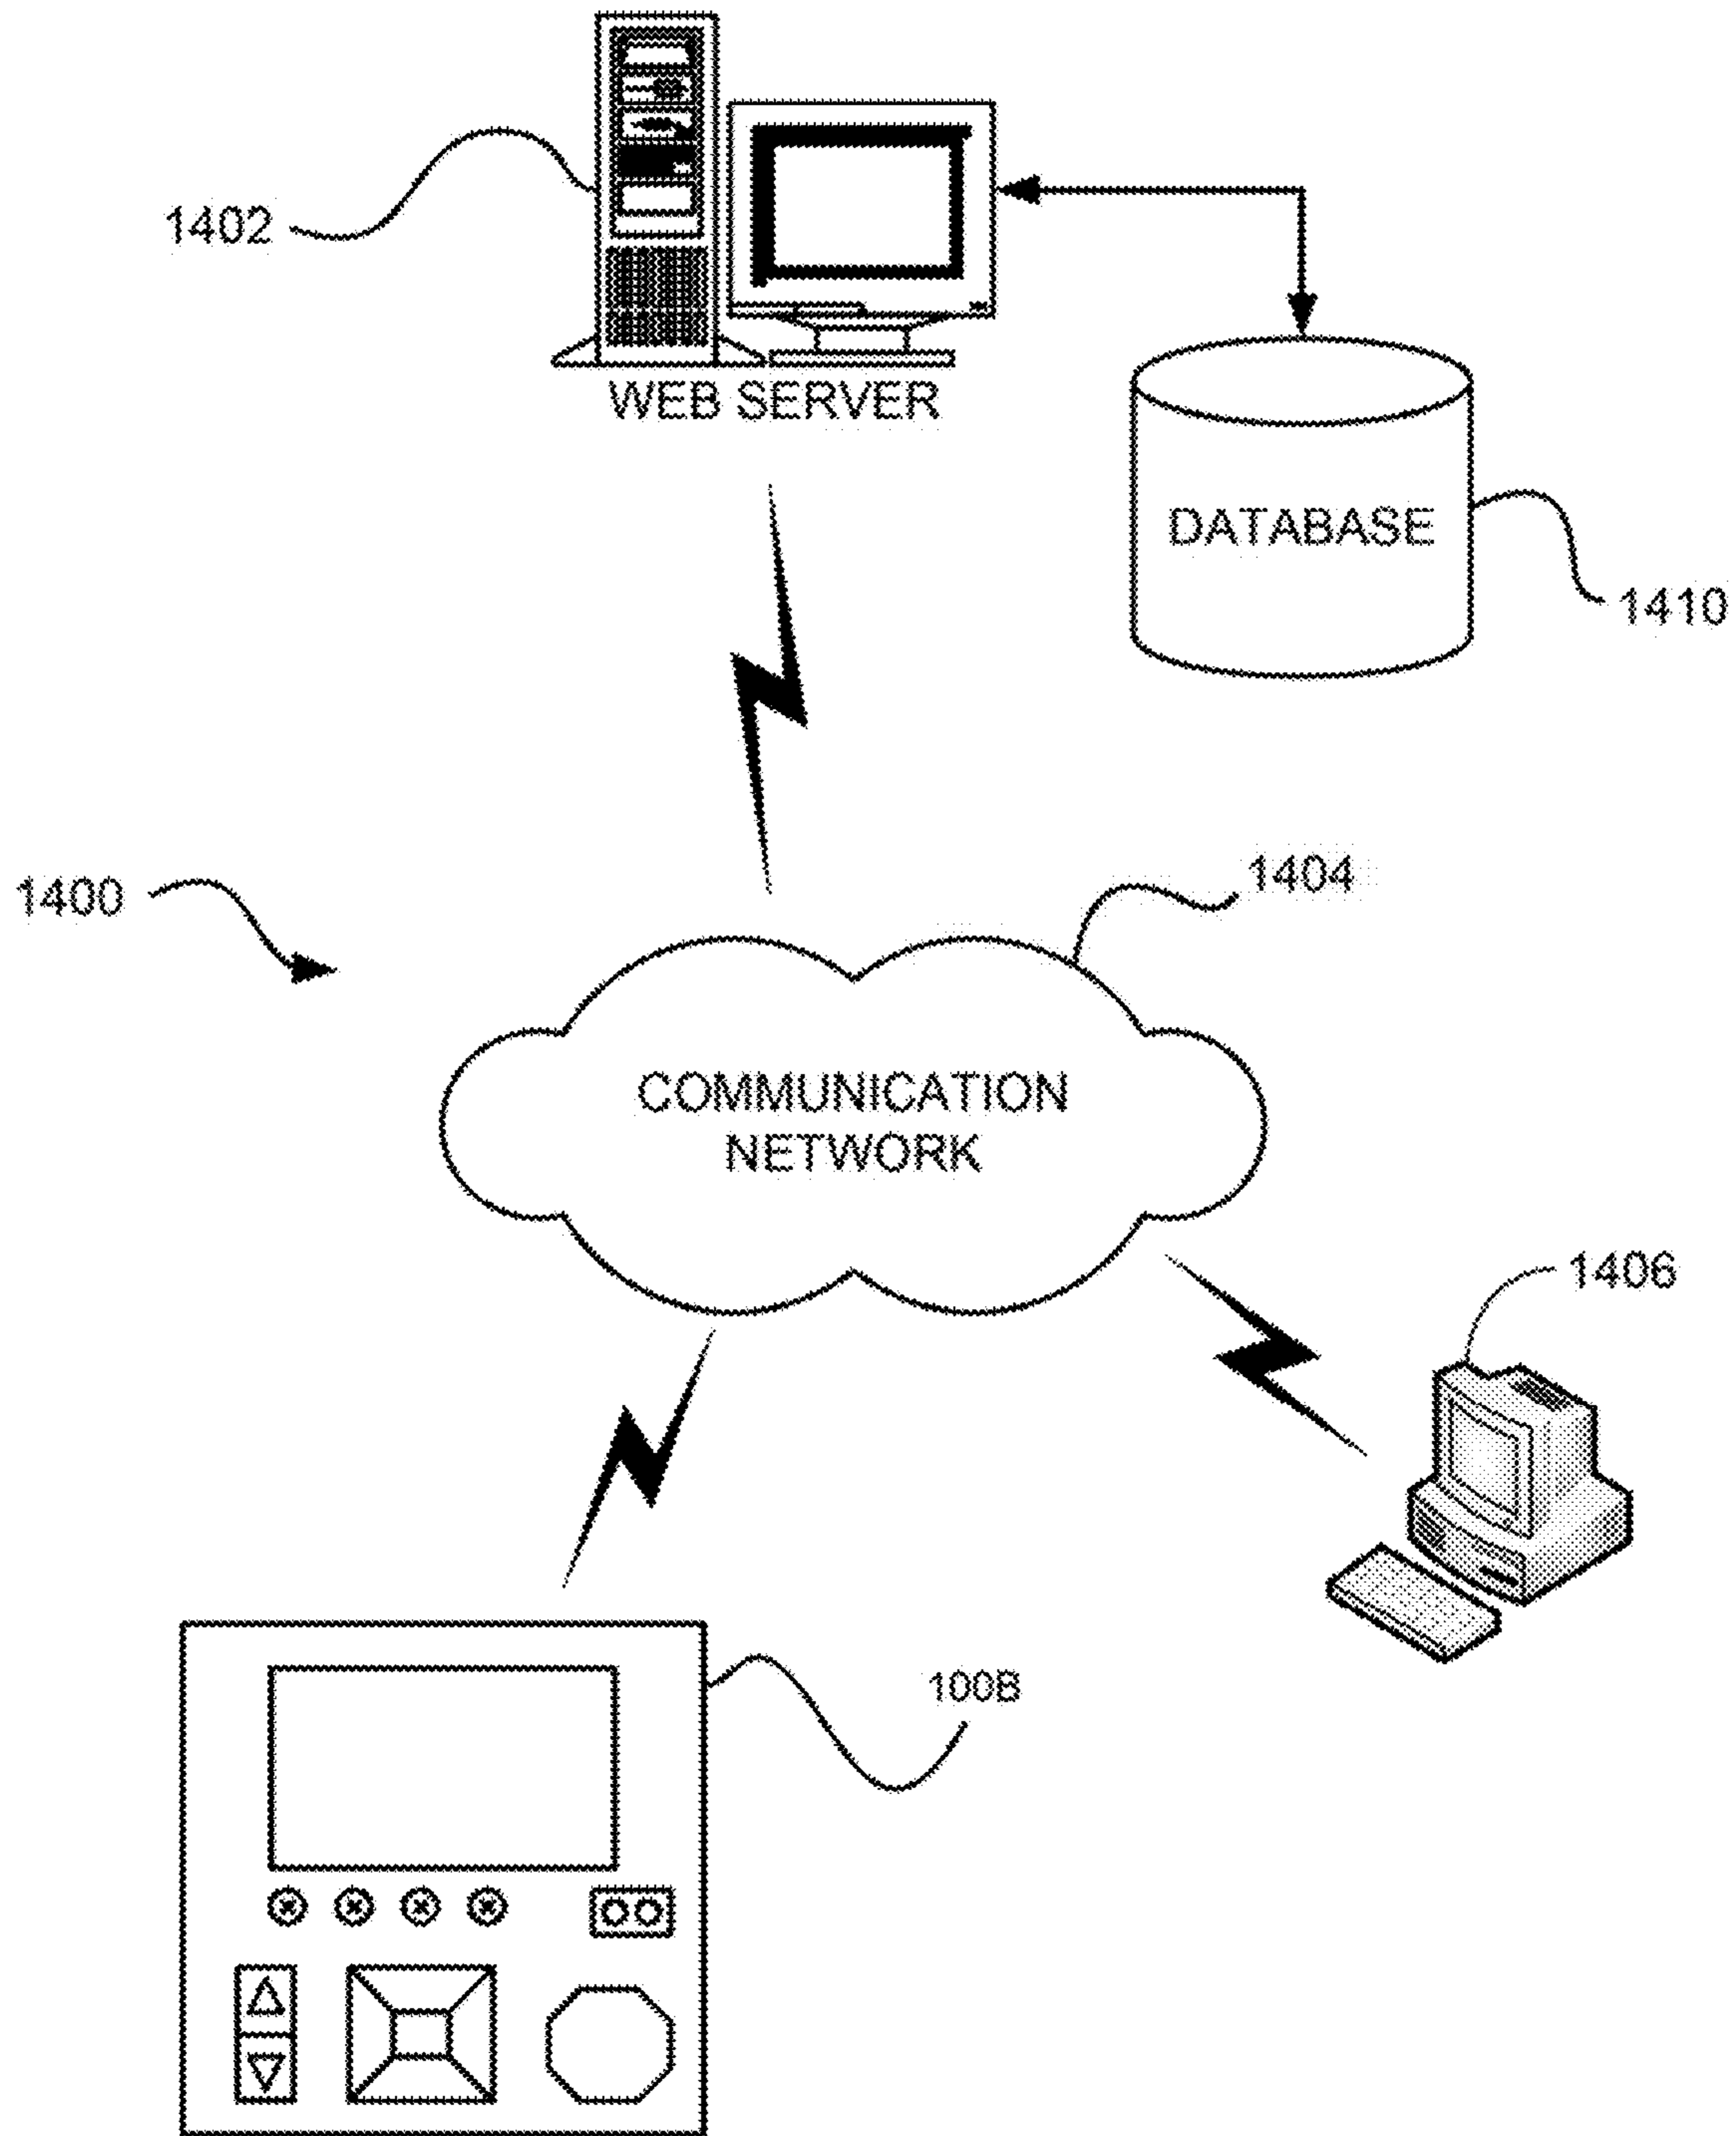 1402
WEB SERVER
DATABASE
1410
1400
1404
COMMUNICATION
NETWORK
1406
100B